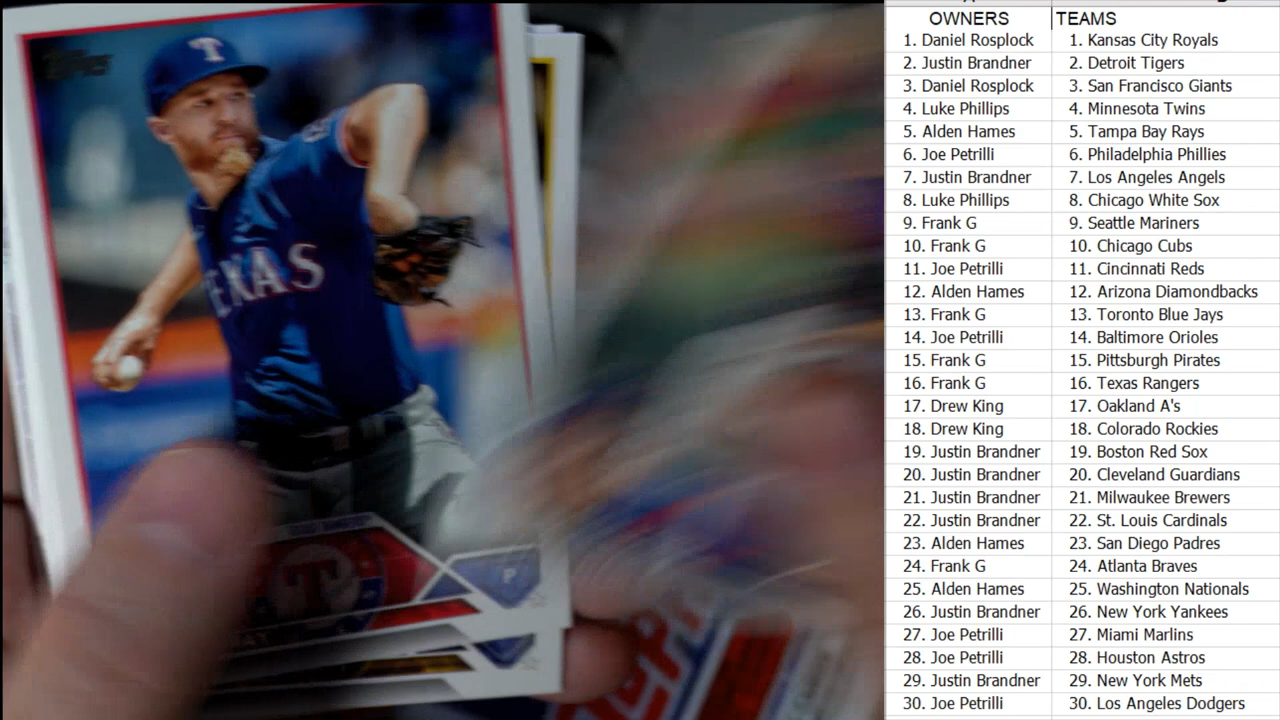 Topps
T
TEXAS
T
P
OWNERS TEAMS
1. Daniel Rosplock 1. Kansas City Royals
2. Justin Brandner 2. Detroit Tigers
3. Daniel Rosplock 3. San Francisco Giants
4. Luke Phillips 4. Minnesota Twins
5. Alden Hames 5. Tampa Bay Rays
6. Joe Petrilli 6. Philadelphia Phillies
7. Justin Brandner 7. Los Angeles Angels
8. Luke Phillips 8. Chicago White Sox
9. Frank G 9. Seattle Mariners
10. Frank G 10. Chicago Cubs
11. Joe Petrilli 11. Cincinnati Reds
12. Alden Hames 12. Arizona Diamondbacks
13. Frank G 13. Toronto Blue Jays
14. Joe Petrilli 14. Baltimore Orioles
15. Frank G 15. Pittsburgh Pirates
16. Frank G 16. Texas Rangers
17. Drew King 17. Oakland A's
18. Drew King 18. Colorado Rockies
19. Justin Brandner 19. Boston Red Sox
20. Justin Brandner 20. Cleveland Guardians
21. Justin Brandner 21. Milwaukee Brewers
22. Justin Brandner 22. St. Louis Cardinals
23. Alden Hames 23. San Diego Padres
24. Frank G 24. Atlanta Braves
25. Alden Hames 25. Washington Nationals
26. Justin Brandner 26. New York Yankees
27. Joe Petrilli 27. Miami Marlins
28. Joe Petrilli 28. Houston Astros
29. Justin Brandner 29. New York Mets
30. Joe Petrilli 30. Los Angeles Dodgers